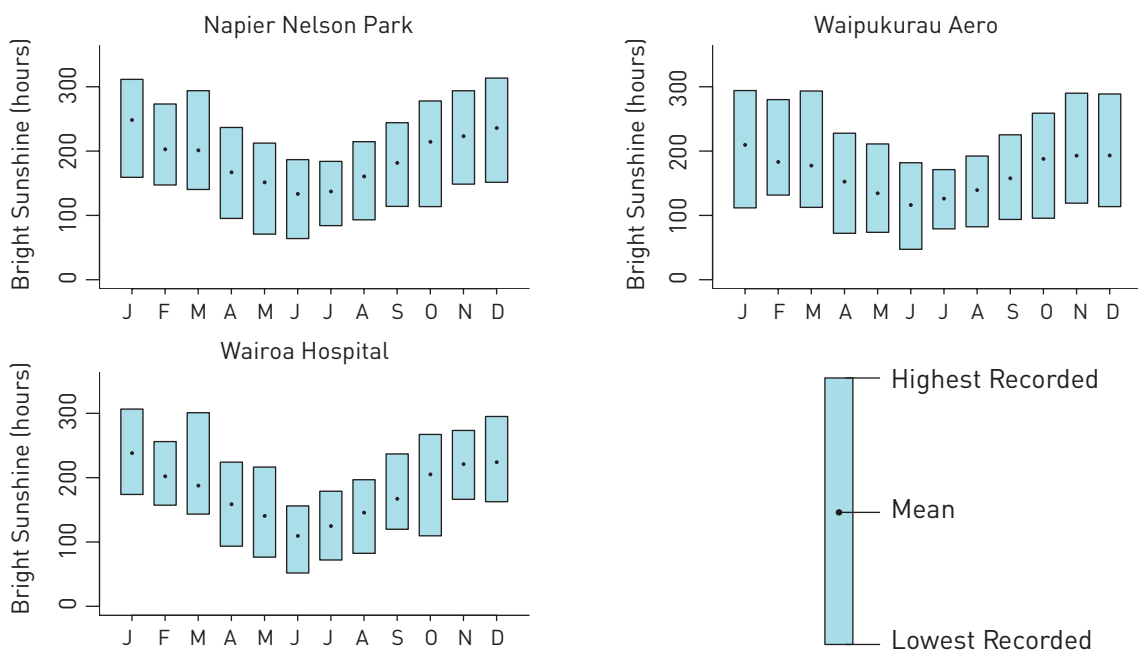 Napier Nelson Park
Bright Sunshine (hours)
300
200
100
0
J F M A M J J A S O N D
Waipukurau Aero
Bright Sunshine (hours)
300
200
100
0
J F M A M J J A S O N D
Wairoa Hospital
Bright Sunshine (hours)
300
200
100
0
J F M A M J J A S O N D
Highest Recorded
Mean
Lowest Recorded